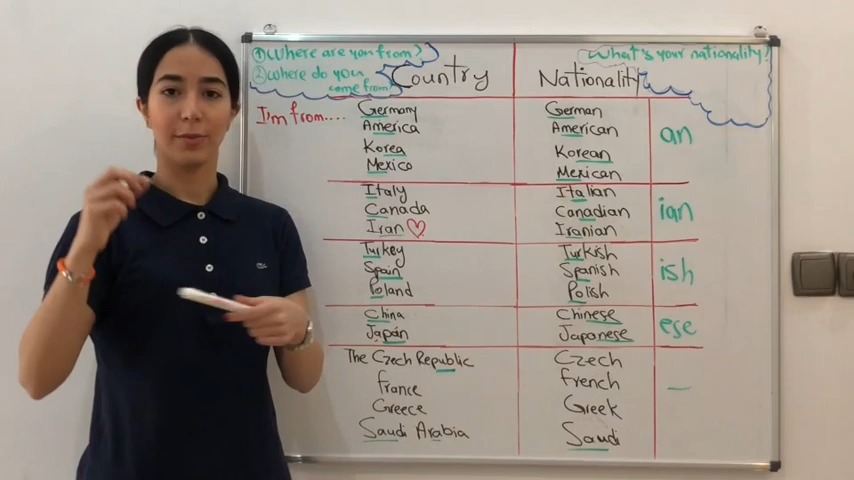 ① Where are you from?
② Where do you
come from?
Country
Nationality
What's your nationality?
I'm from....
Germany German
America American
Korea Korean
Mexico Mexican
an
Italy Italian
Canada Canadian
Iran Iranian
ian
Turkey Turkish
Spain Spanish
Poland Polish
ish
China Chinese
Japan Japanese
ese
The Czech Republic Czech
France French
Greece Greek
Saudi Arabia Saudi
—